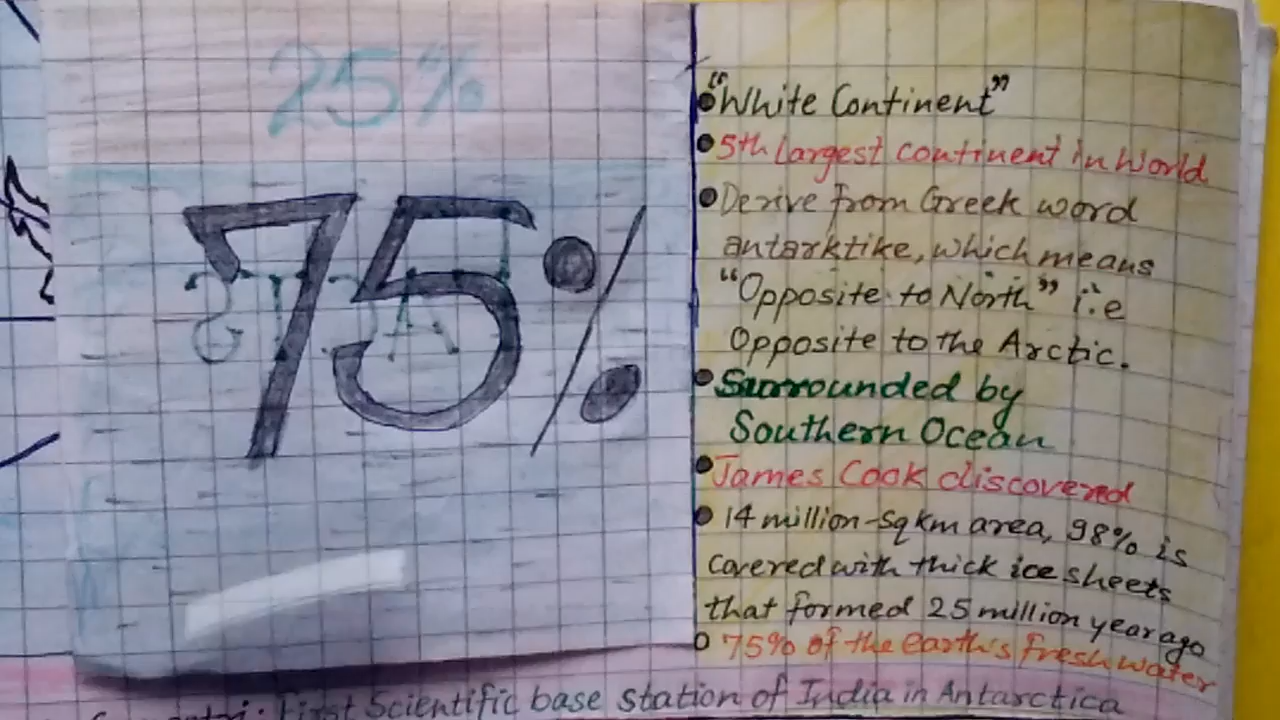 25%
75%
"White Continent"
5th largest continent in World
Derive from Greek word
antarktike, which means
"Opposite to North" i.e
Opposite to the Arctic.
Surrounded by
Southern Ocean
James Cook discovered
14 million-Sq km area, 98% is
covered with thick ice sheets
that formed 25 million year ago
75% of the earth's fresh water
: First Scientific base station of India in Antarctica